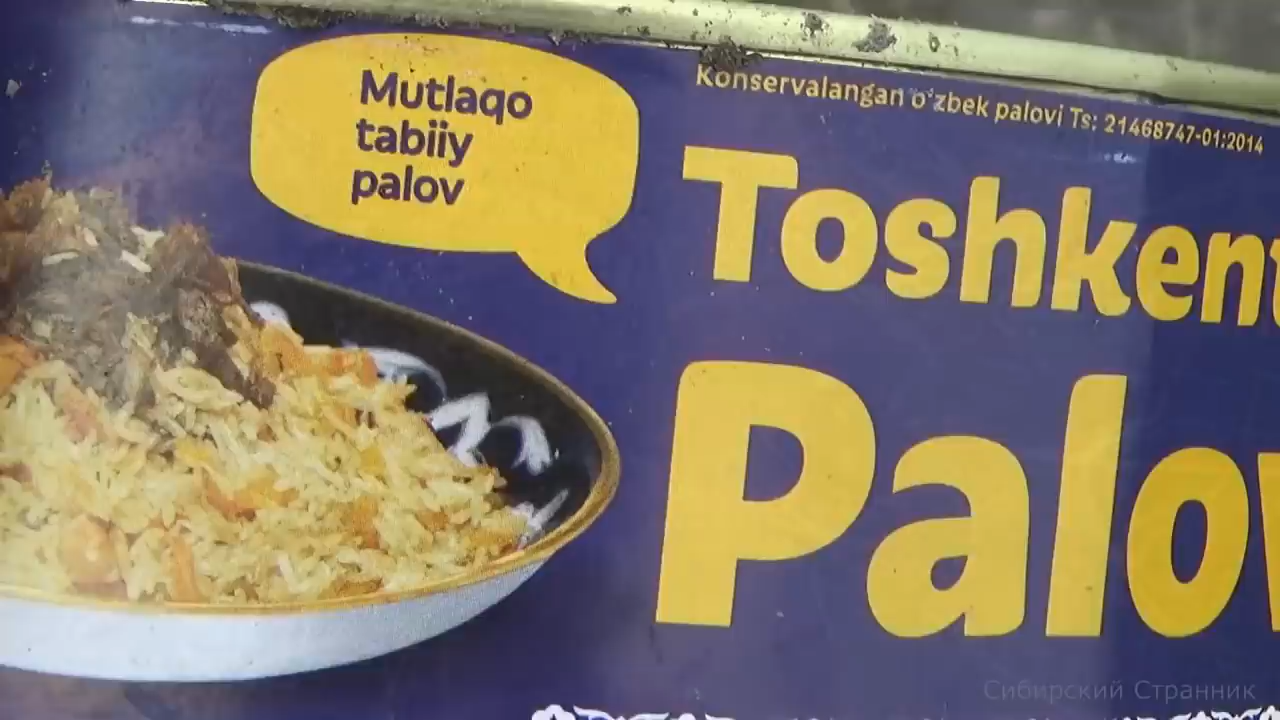 Mutlaqo
tabiiy
palov
Konservalangan o'zbek palovi Ts: 21468747-01:2014
Toshkent
Palov
Сибирский Странник